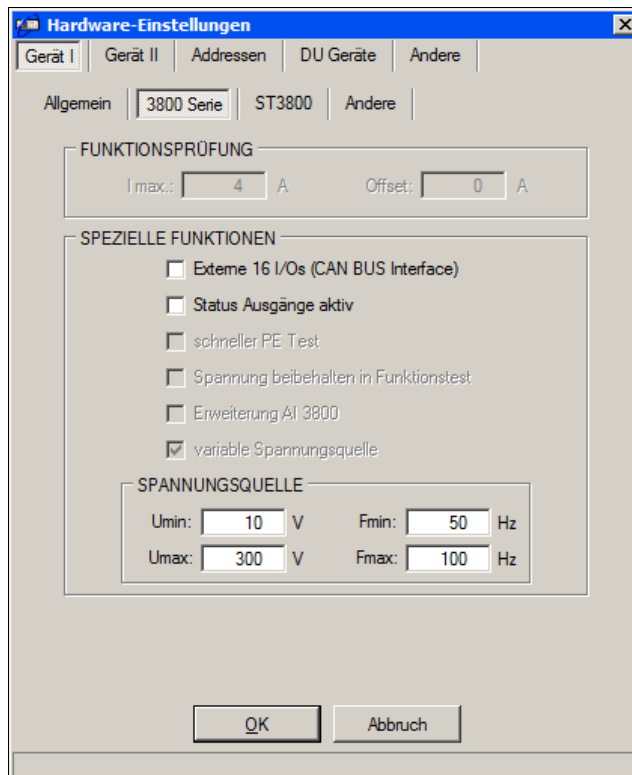 Hardware-Einstellungen
Gerät I Gerät II Addressen DU Geräte Andere
Allgemein 3800 Serie ST3800 Andere
FUNKTIONSPRÜFUNG
I max.: 4 A Offset: 0 A
SPEZIELLE FUNKTIONEN
Externe 16 I/Os (CAN BUS Interface)
Status Ausgänge aktiv
schneller PE Test
Spannung beibehalten in Funktionstest
Erweiterung AI 3800
variable Spannungsquelle
SPANNUNGSQUELLE
Umin: 10 V Fmin: 50 Hz
Umax: 300 V Fmax: 100 Hz
OK Abbruch